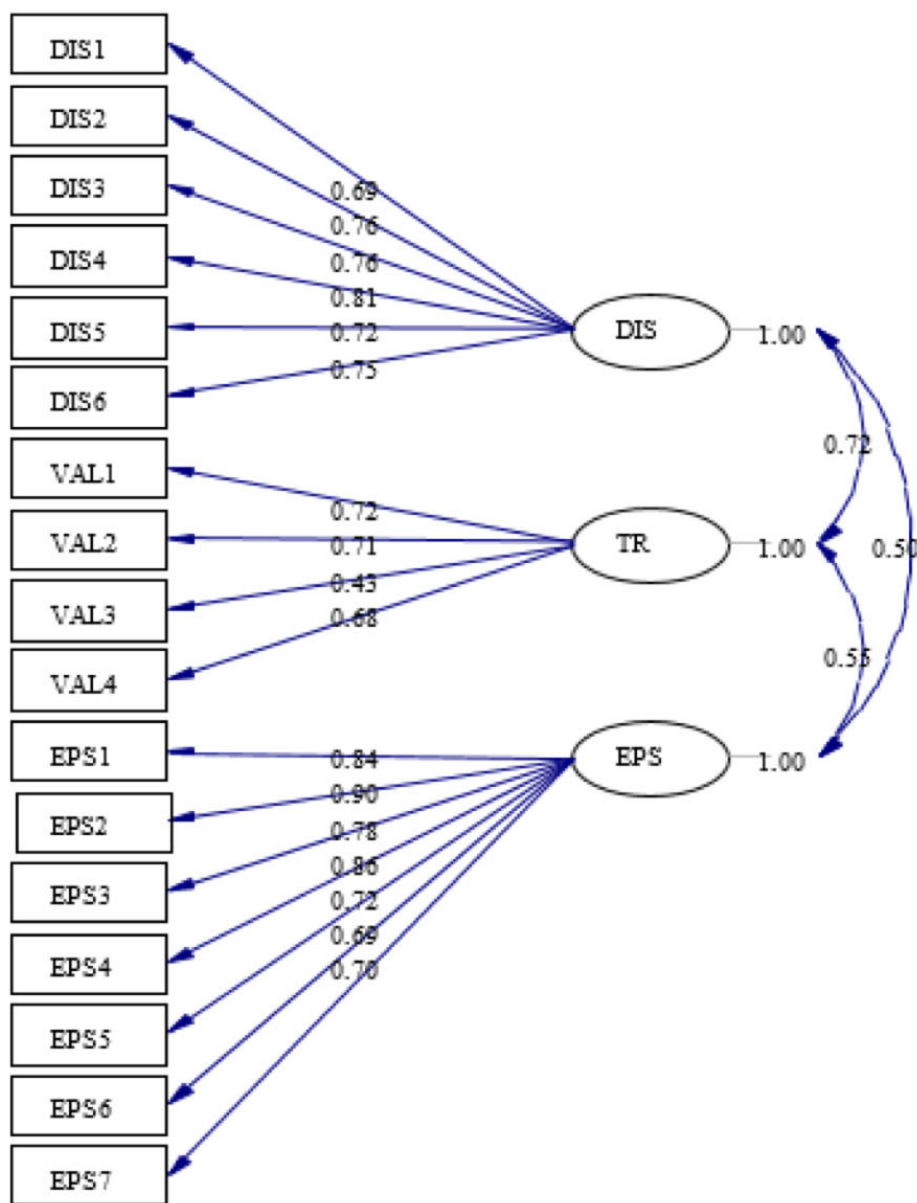 DIS1
DIS2
DIS3
DIS4
DIS5
DIS6
VAL1
VAL2
VAL3
VAL4
EPS1
EPS2
EPS3
EPS4
EPS5
EPS6
EPS7
0.69
0.76
0.76
0.81
0.72
0.75
0.72
0.71
0.43
0.68
0.84
0.90
0.78
0.86
0.72
0.69
0.70
DIS
TR
EPS
1.00
1.00
1.00
0.72
0.50
0.55